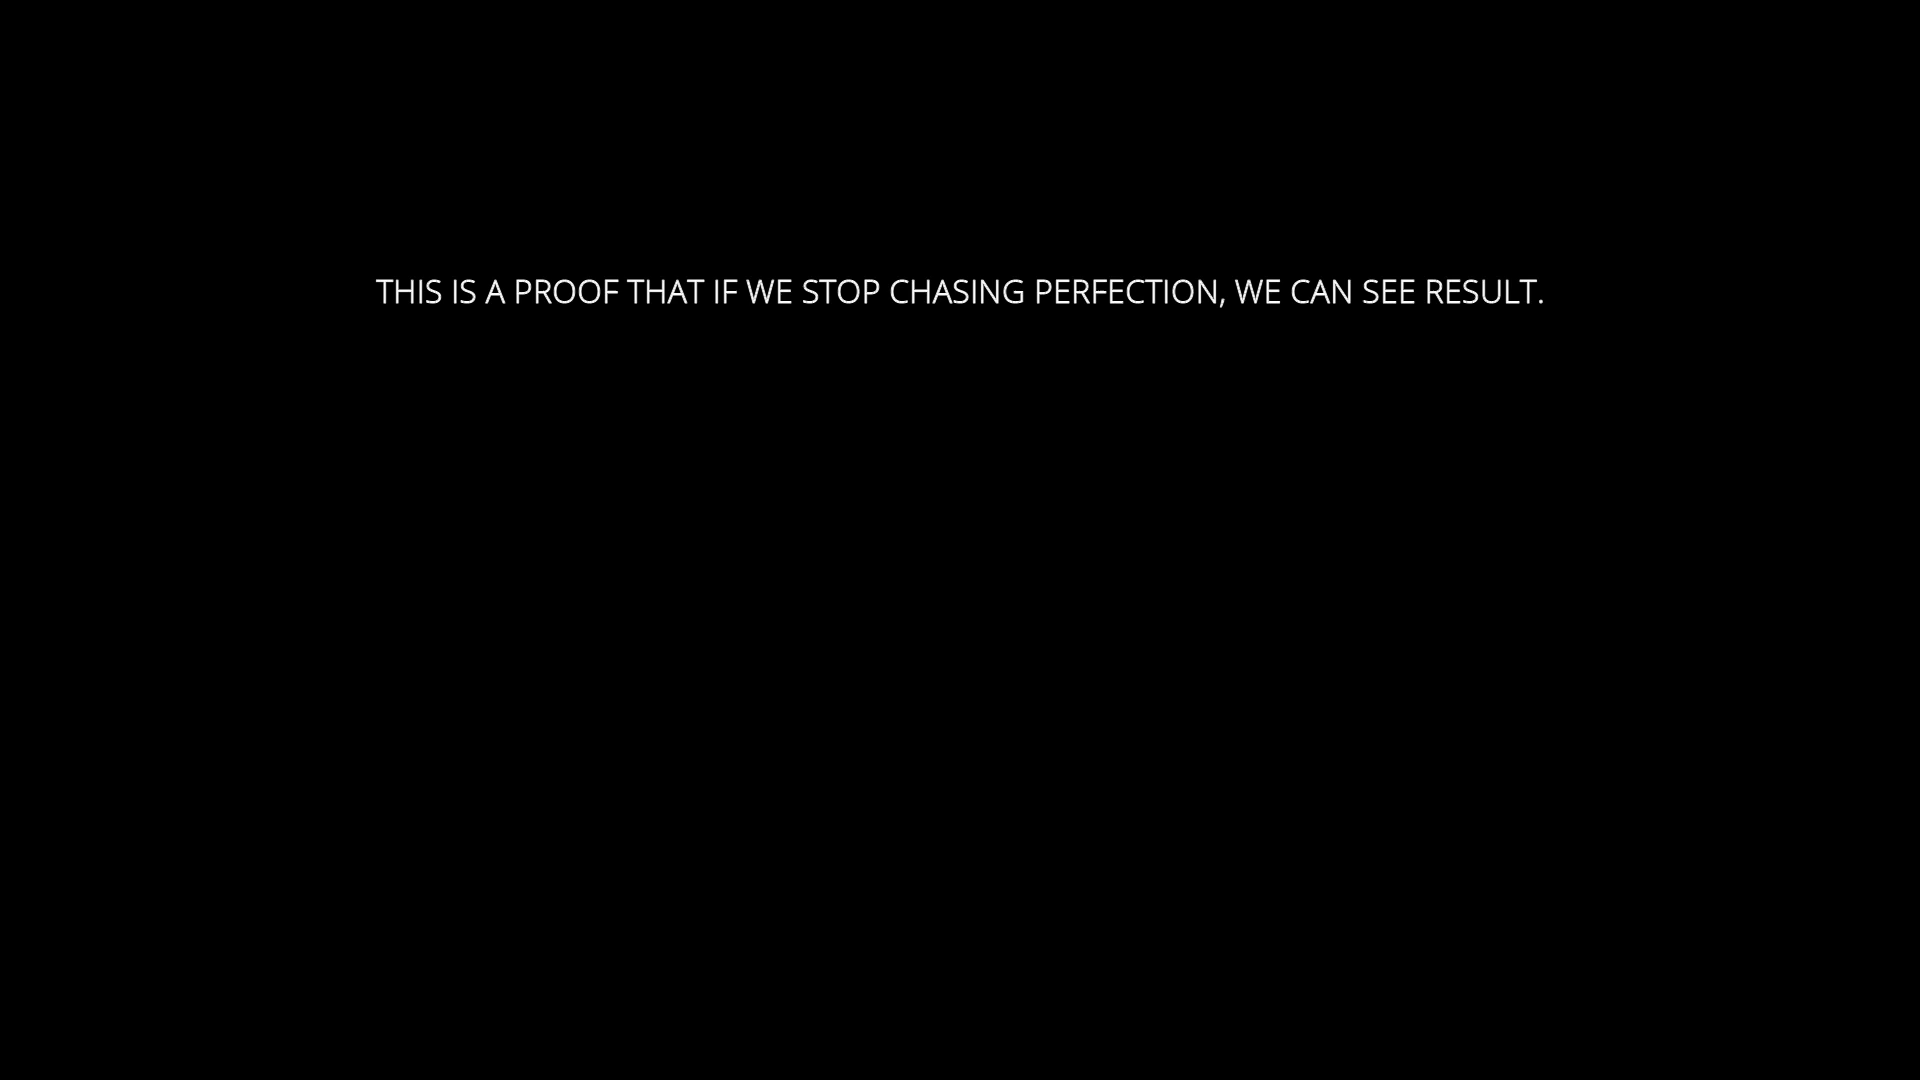 THIS IS A PROOF THAT IF WE STOP CHASING PERFECTION, WE CAN SEE RESULT.